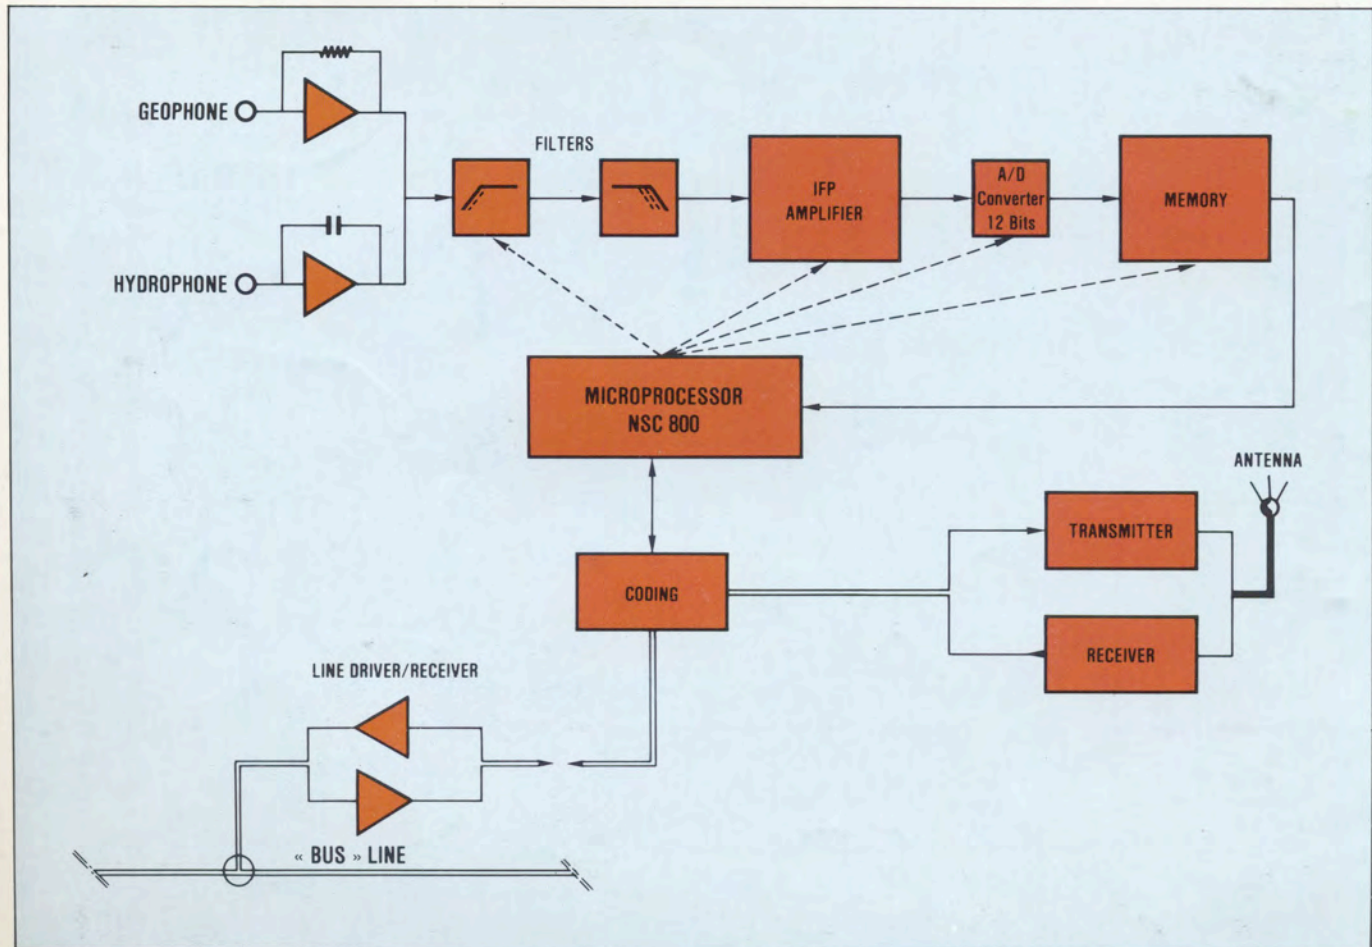 GEOPHONE
HYDROPHONE
FILTERS
IFP
AMPLIFIER
A/D
Converter
12 Bits
MEMORY
MICROPROCESSOR
NSC 800
CODING
ANTENNA
TRANSMITTER
RECEIVER
LINE DRIVER/RECEIVER
« BUS » LINE